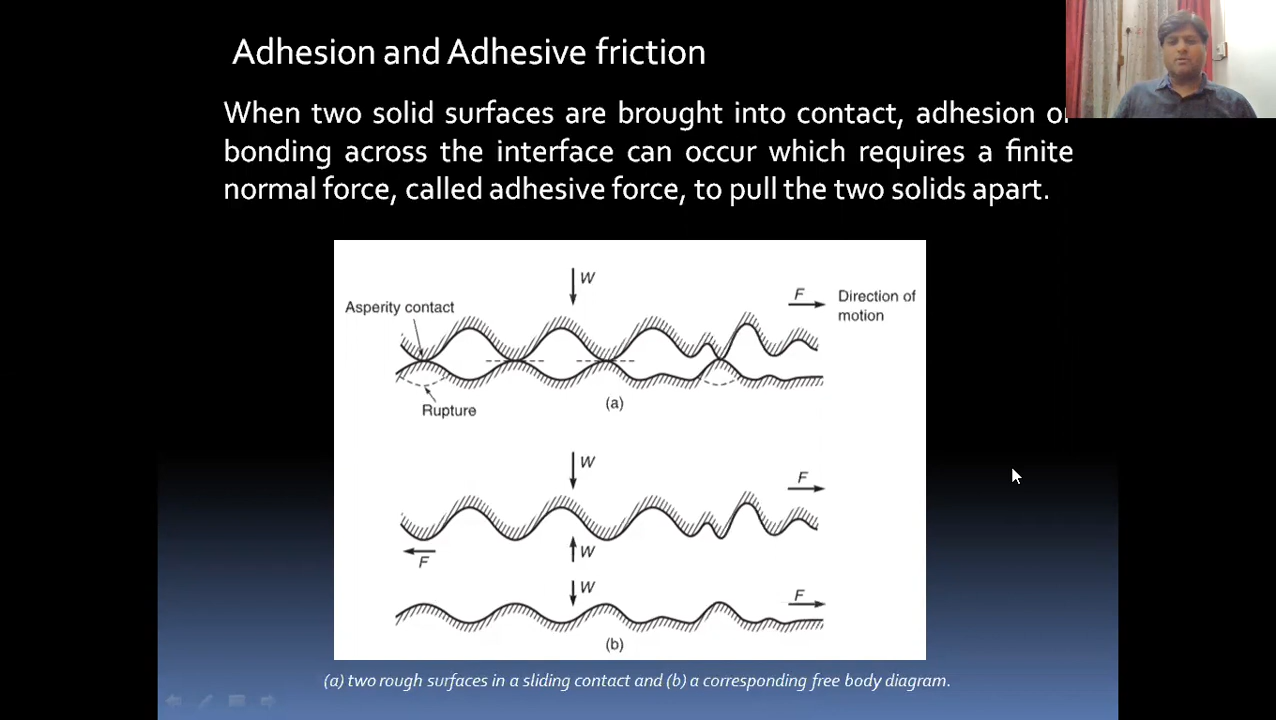 Adhesion and Adhesive friction
When two solid surfaces are brought into contact, adhesion or
bonding across the interface can occur which requires a finite
normal force, called adhesive force, to pull the two solids apart.
W
F
Direction of
motion
Asperity contact
Rupture
(a)
W
F
F
W
W
F
(b)
(a) two rough surfaces in a sliding contact and (b) a corresponding free body diagram.